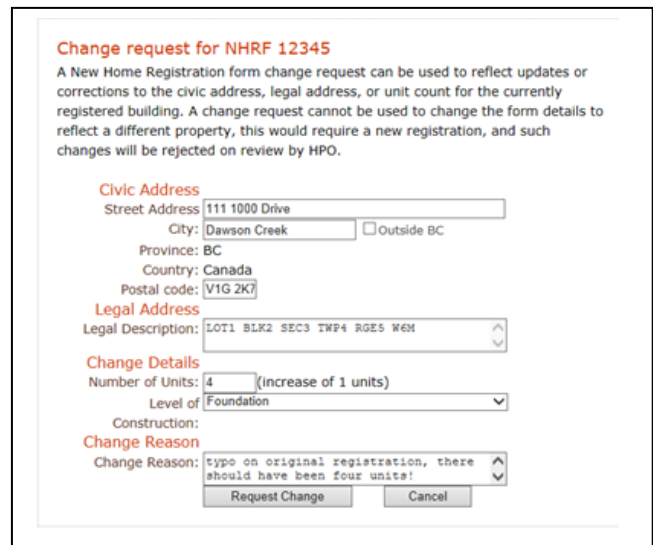 Change request for NHRF 12345
A New Home Registration form change request can be used to reflect updates or
corrections to the civic address, legal address, or unit count for the currently
registered building. A change request cannot be used to change the form details to
reflect a different property, this would require a new registration, and such
changes will be rejected on review by HPO.
Civic Address
Street Address 111 1000 Drive
City: Dawson Creek Outside BC
Province: BC
Country: Canada
Postal code: V1G 2K7
Legal Address
Legal Description: LOT1 BLK2 SEC3 TWP4 RGE5 W6M
Change Details
Number of Units: 4 (increase of 1 units)
Level of Foundation
Construction:
Change Reason
Change Reason: typo on original registration, there
should have been four units!
Request Change Cancel